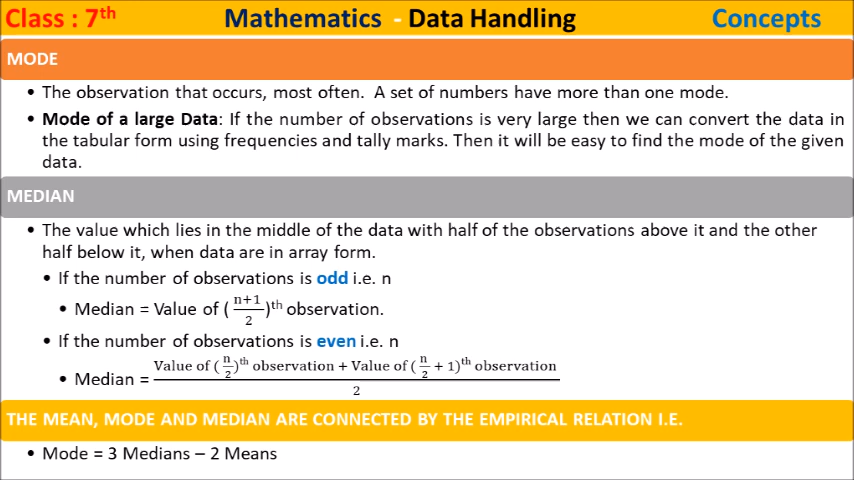 Class : 7th Mathematics - Data Handling Concepts
MODE
• The observation that occurs, most often. A set of numbers have more than one mode.
• Mode of a large Data: If the number of observations is very large then we can convert the data in
the tabular form using frequencies and tally marks. Then it will be easy to find the mode of the given
data.
MEDIAN
• The value which lies in the middle of the data with half of the observations above it and the other
half below it, when data are in array form.
• If the number of observations is odd i.e. n
• Median = Value of ( (n+1)/2 )th observation.
• If the number of observations is even i.e. n
• Median = (Value of (n/2)th observation + Value of (n/2 + 1)th observation)/2
THE MEAN, MODE AND MEDIAN ARE CONNECTED BY THE EMPIRICAL RELATION I.E.
• Mode = 3 Medians – 2 Means